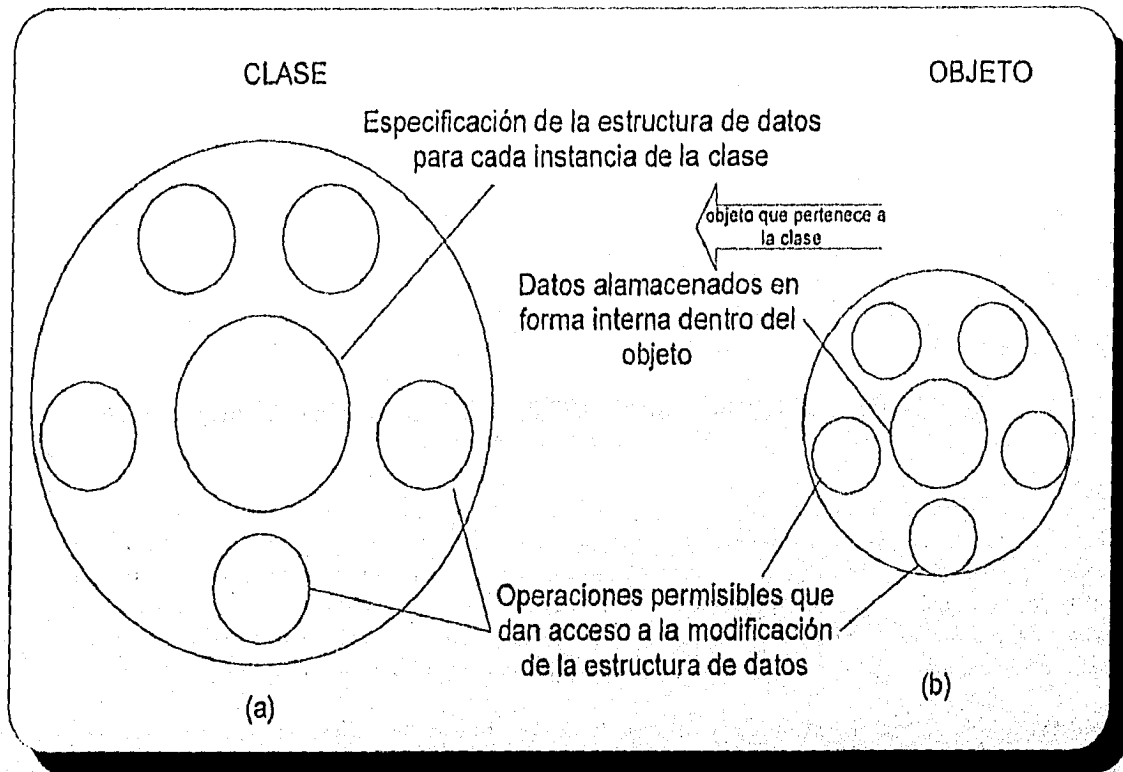 CLASE
OBJETO
Especificación de la estructura de datos
para cada instancia de la clase
objeto que pertenece a
la clase
Datos alamacenados en
forma interna dentro del
objeto
Operaciones permisibles que
dan acceso a la modificación
de la estructura de datos
(a)
(b)